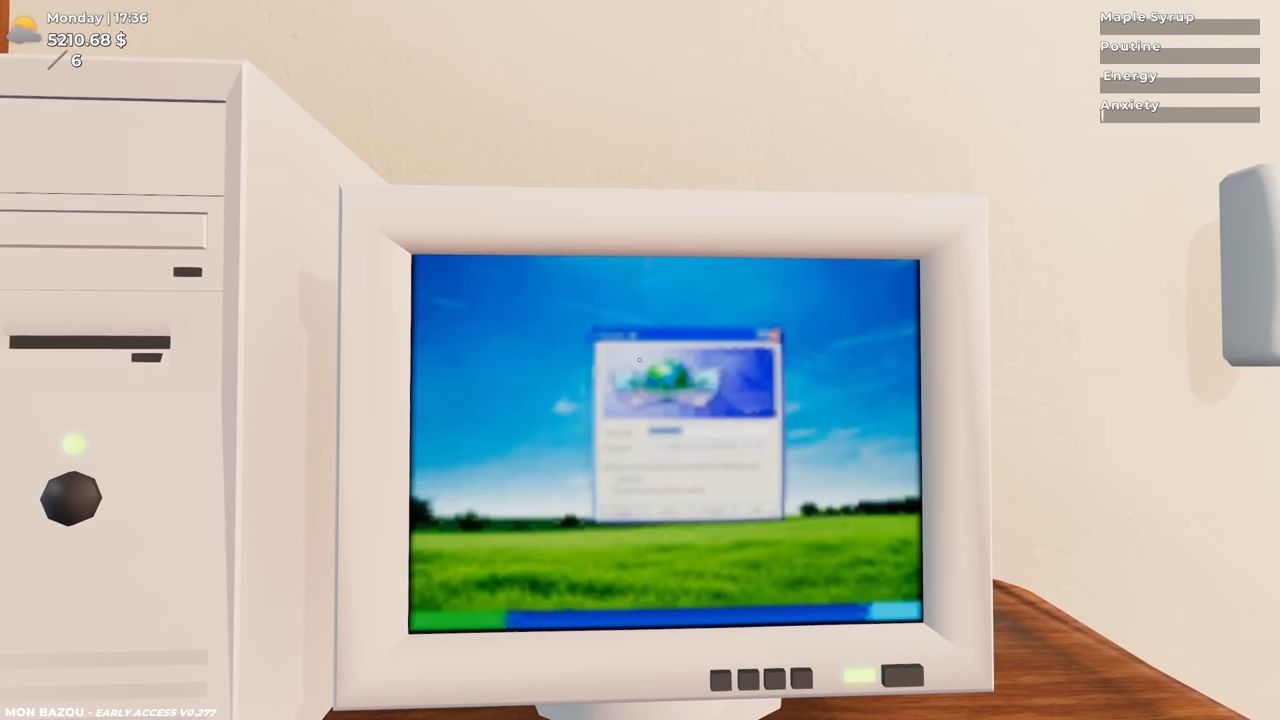 Monday | 17:36
5210.68 $
6
Maple Syrup
Poutine
Energy
Anxiety
MON BAZOU - EARLY ACCESS V0.277